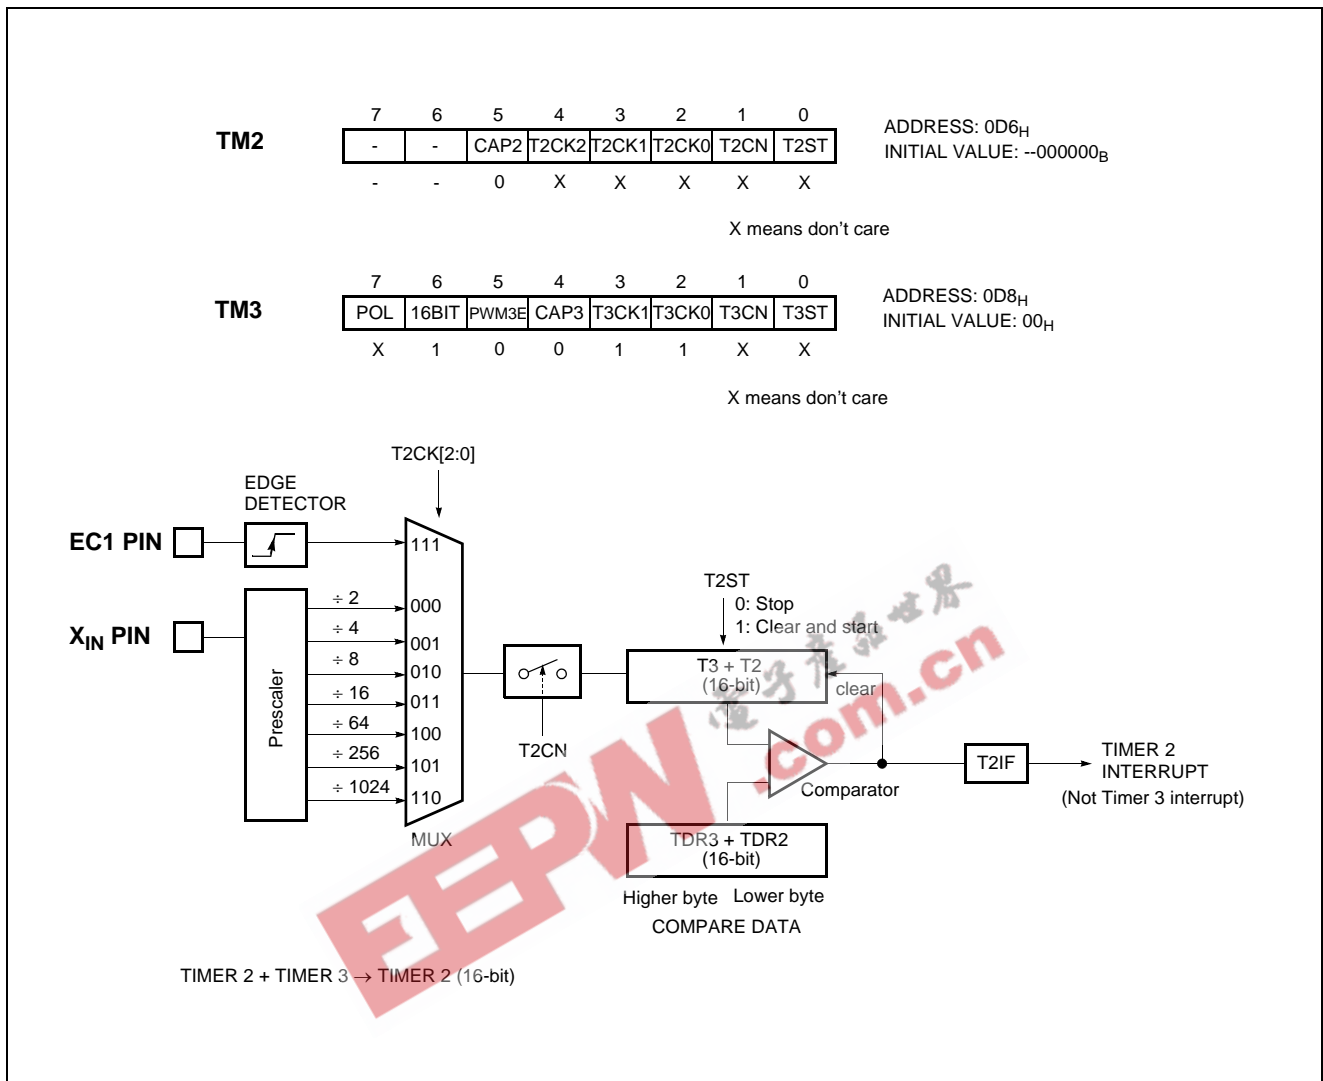 7 6 5 4 3 2 1 0
TM2 - - CAP2 T2CK2 T2CK1 T2CK0 T2CN T2ST
- - 0 X X X X X
ADDRESS: 0D6H
INITIAL VALUE: --000000B
X means don't care
7 6 5 4 3 2 1 0
TM3 POL 16BIT PWM3E CAP3 T3CK1 T3CK0 T3CN T3ST
X 1 0 0 1 1 X X
ADDRESS: 0D8H
INITIAL VALUE: 00H
X means don't care
T2CK[2:0]
EDGE
DETECTOR
EC1 PIN
111
XIN PIN
Prescaler
÷ 2 000
÷ 4 001
÷ 8 010
÷ 16 011
÷ 64 100
÷ 256 101
÷ 1024 110
MUX
T2CN
T2ST
0: Stop
1: Clear and start
T3 + T2
(16-bit)
clear
Comparator
T2IF
TIMER 2
INTERRUPT
(Not Timer 3 interrupt)
TDR3 + TDR2
(16-bit)
Higher byte Lower byte
COMPARE DATA
TIMER 2 + TIMER 3 → TIMER 2 (16-bit)
EEPW.com.cn
電子產品世界